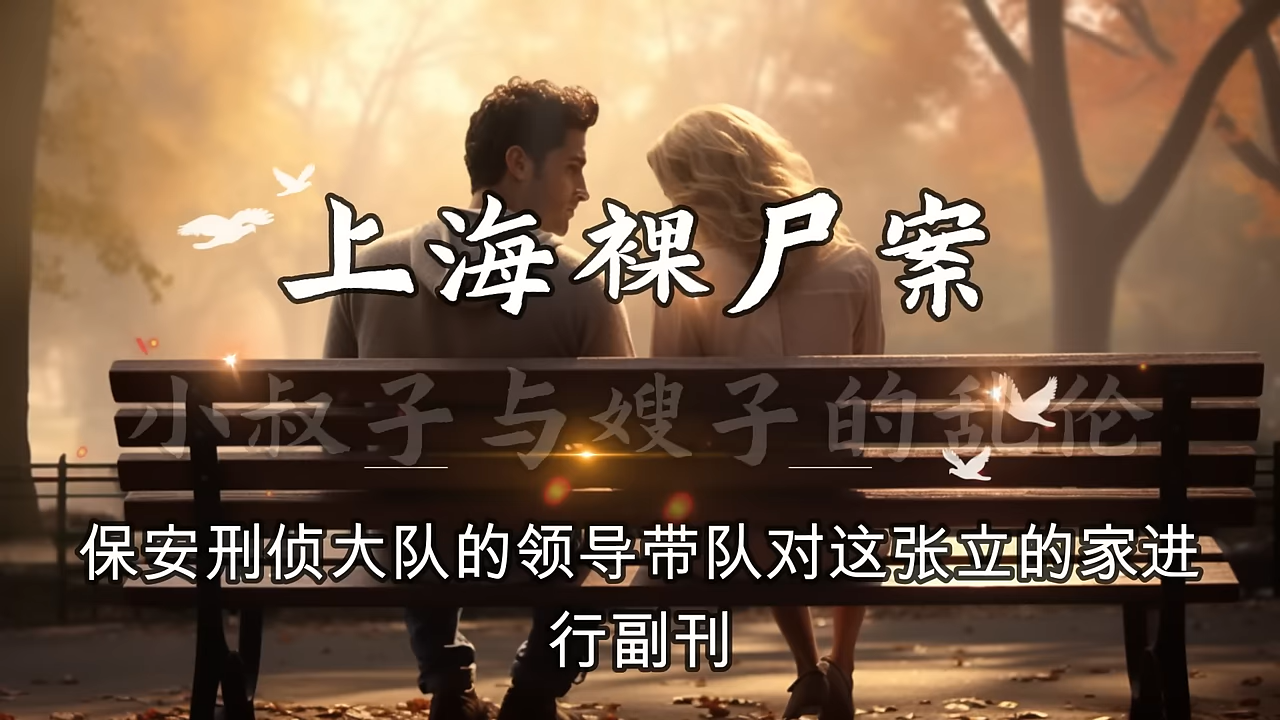 上海裸尸案
小叔子与嫂子的乱伦
保安刑侦大队的领导带队对这张立的家进
行副刊